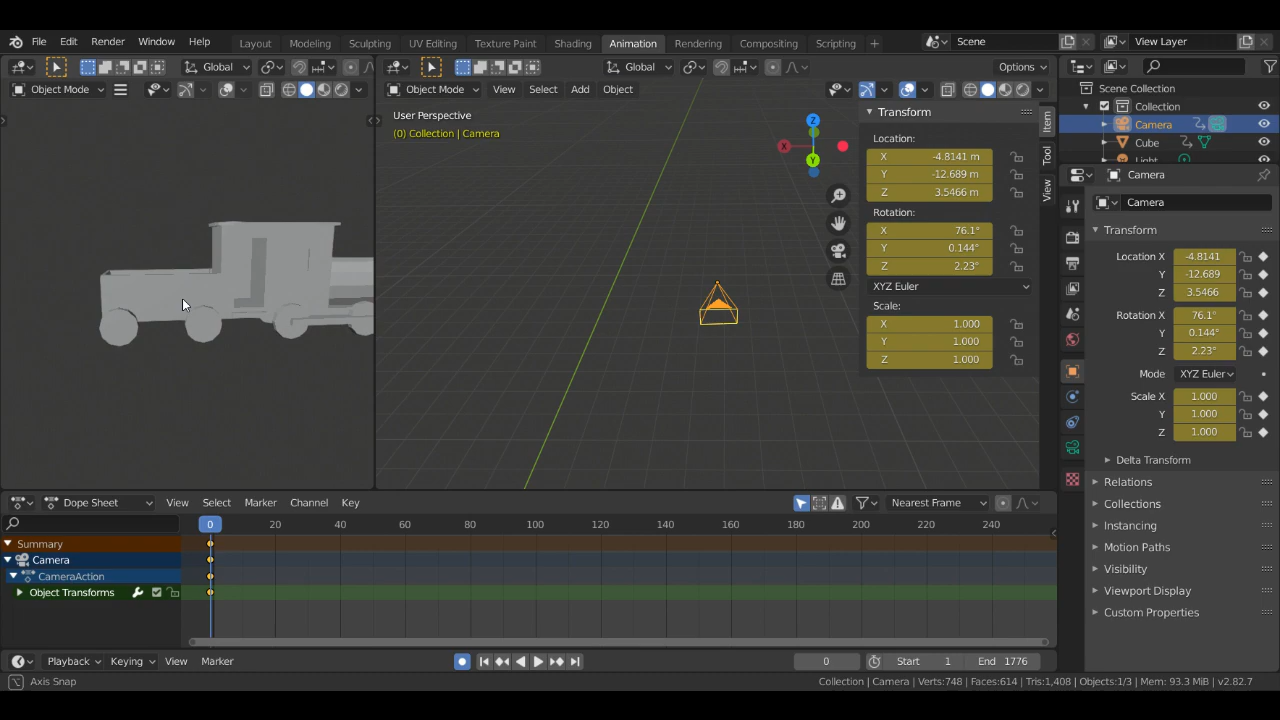 File Edit Render Window Help Layout Modeling Sculpting UV Editing Texture Paint Shading Animation Rendering Compositing Scripting + Scene View Layer
Global Global Options
Object Mode Object Mode View Select Add Object
User Perspective
(0) Collection | Camera
Z
X
Y
Transform
Location:
X -4.8141 m
Y -12.689 m
Z 3.5466 m
Rotation:
X 76.1°
Y 0.144°
Z 2.23°
XYZ Euler
Scale:
X 1.000
Y 1.000
Z 1.000
Item
Tool
View
Scene Collection
Collection
Camera
Cube
Light
Camera
Camera
Transform
Location X -4.8141
Y -12.689
Z 3.5466
Rotation X 76.1°
Y 0.144°
Z 2.23°
Mode XYZ Euler
Scale X 1.000
Y 1.000
Z 1.000
Delta Transform
Relations
Collections
Instancing
Motion Paths
Visibility
Viewport Display
Custom Properties
Dope Sheet View Select Marker Channel Key Nearest Frame
0 20 40 60 80 100 120 140 160 180 200 220 240
Summary
Camera
CameraAction
Object Transforms
Playback Keying View Marker 0 Start 1 End 1776
Axis Snap Collection | Camera | Verts:748 | Faces:614 | Tris:1,408 | Objects:1/3 | Mem: 93.3 MiB | v2.82.7